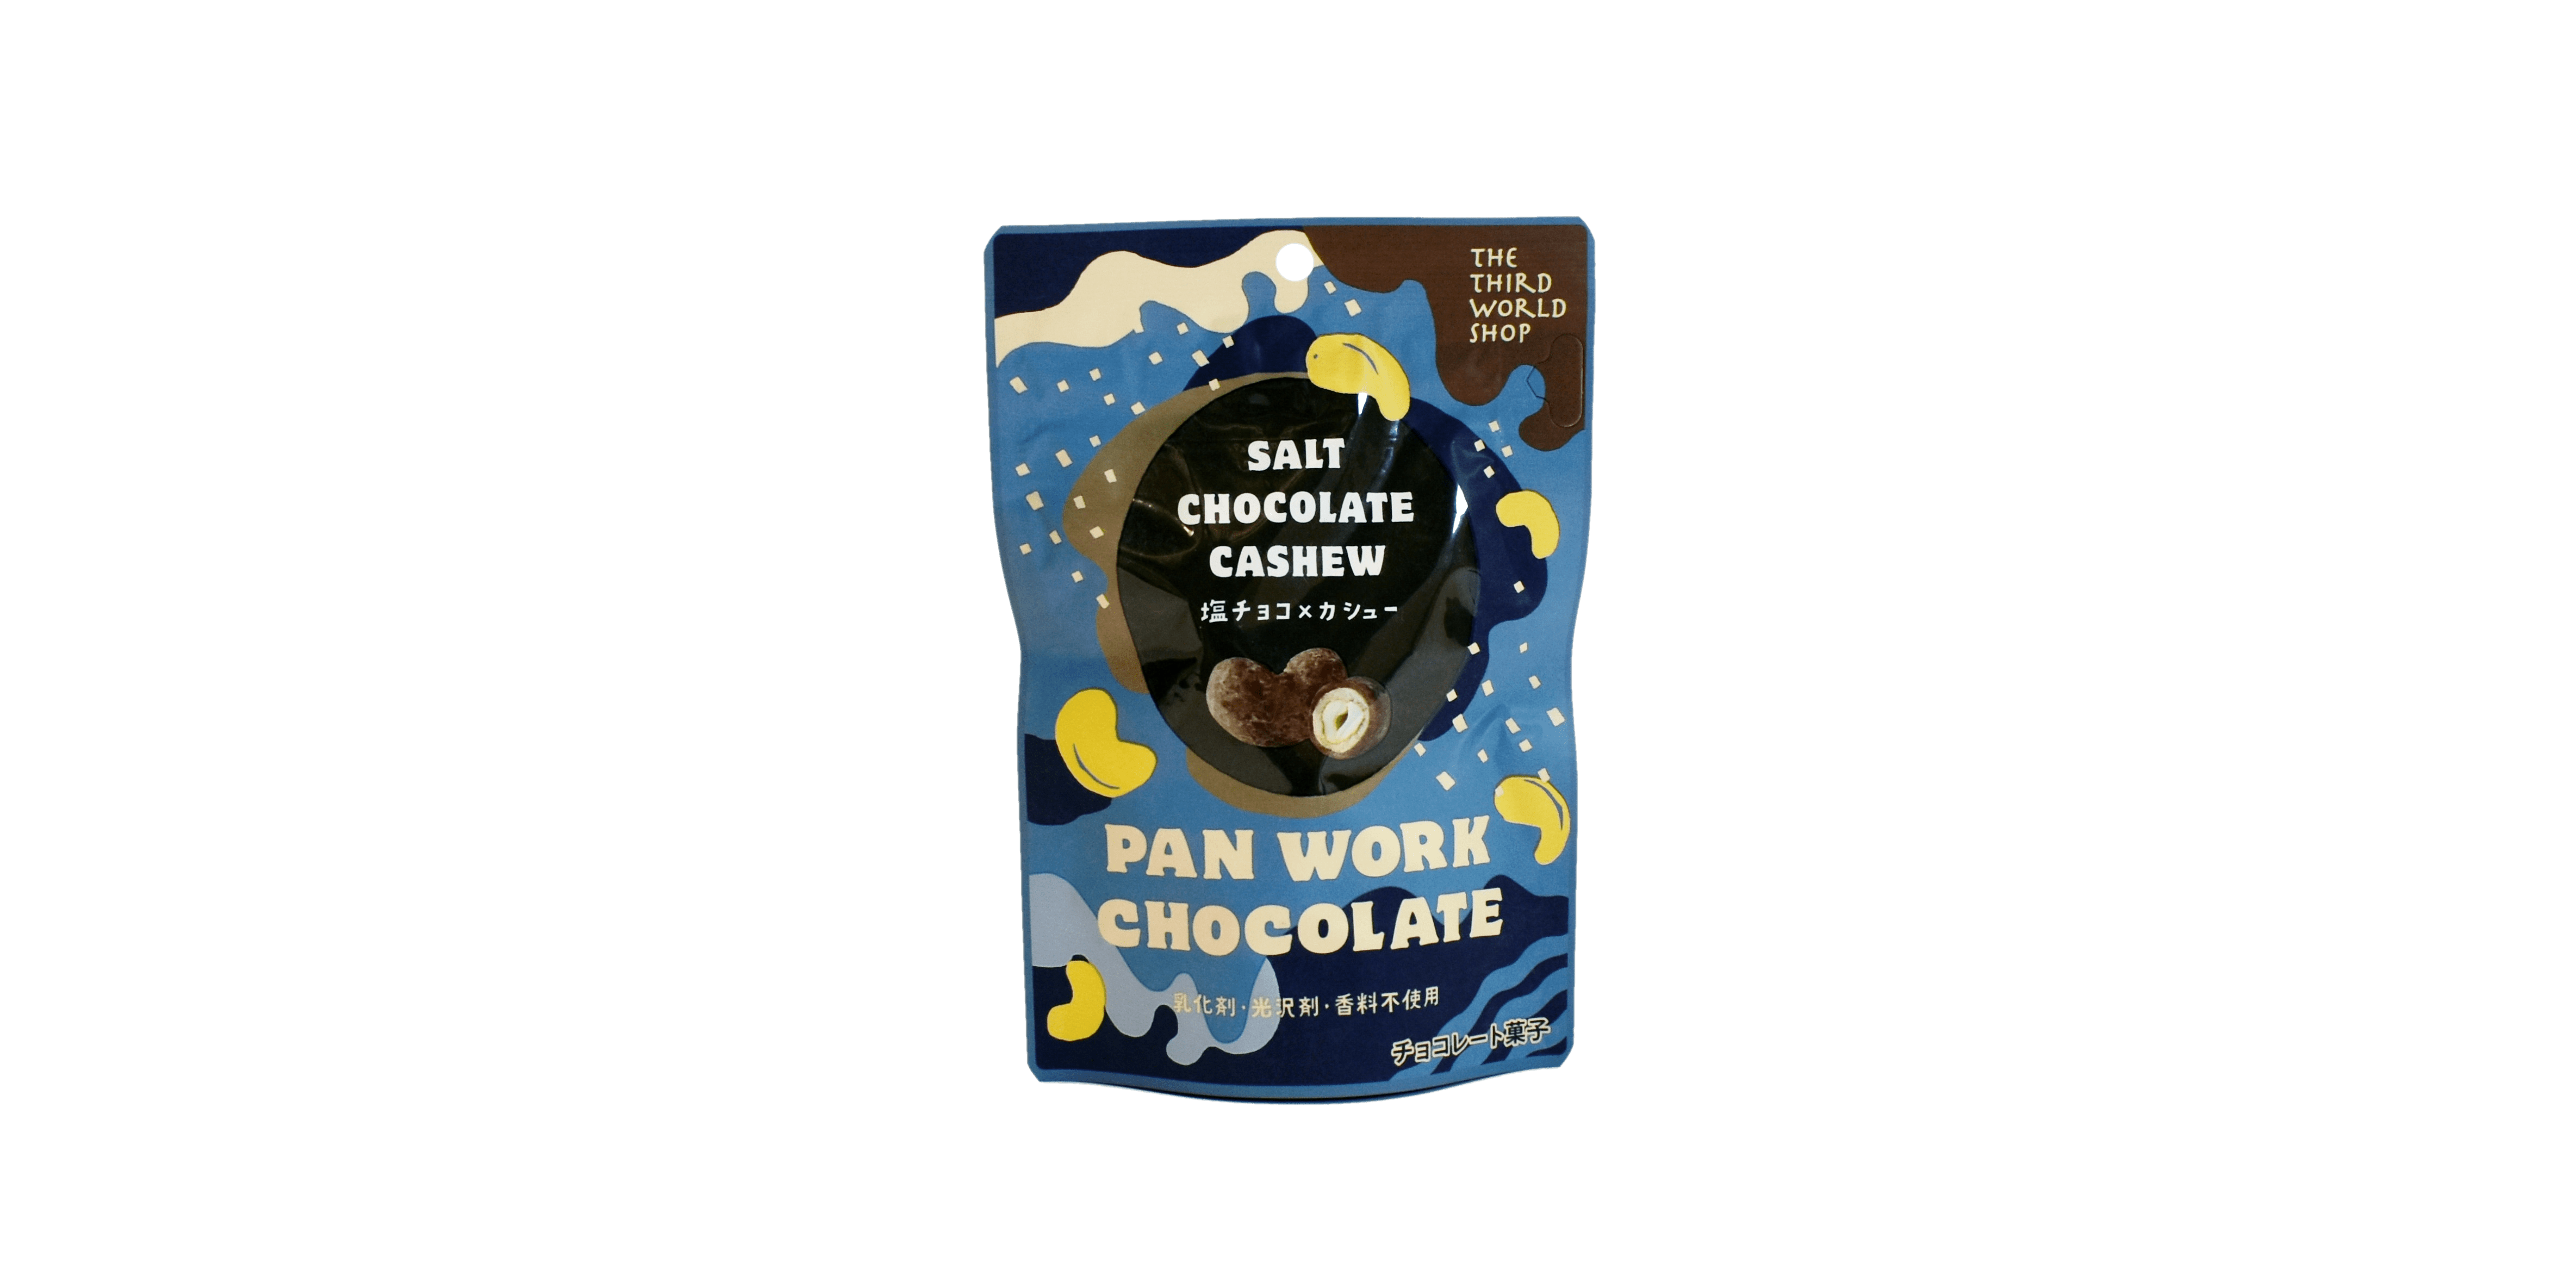 THE
THIRD
WORLD
SHOP
SALT
CHOCOLATE
CASHEW
塩チョコ×カシュー
PAN WORK
CHOCOLATE
乳化剤・光沢剤・香料不使用
チョコレート菓子